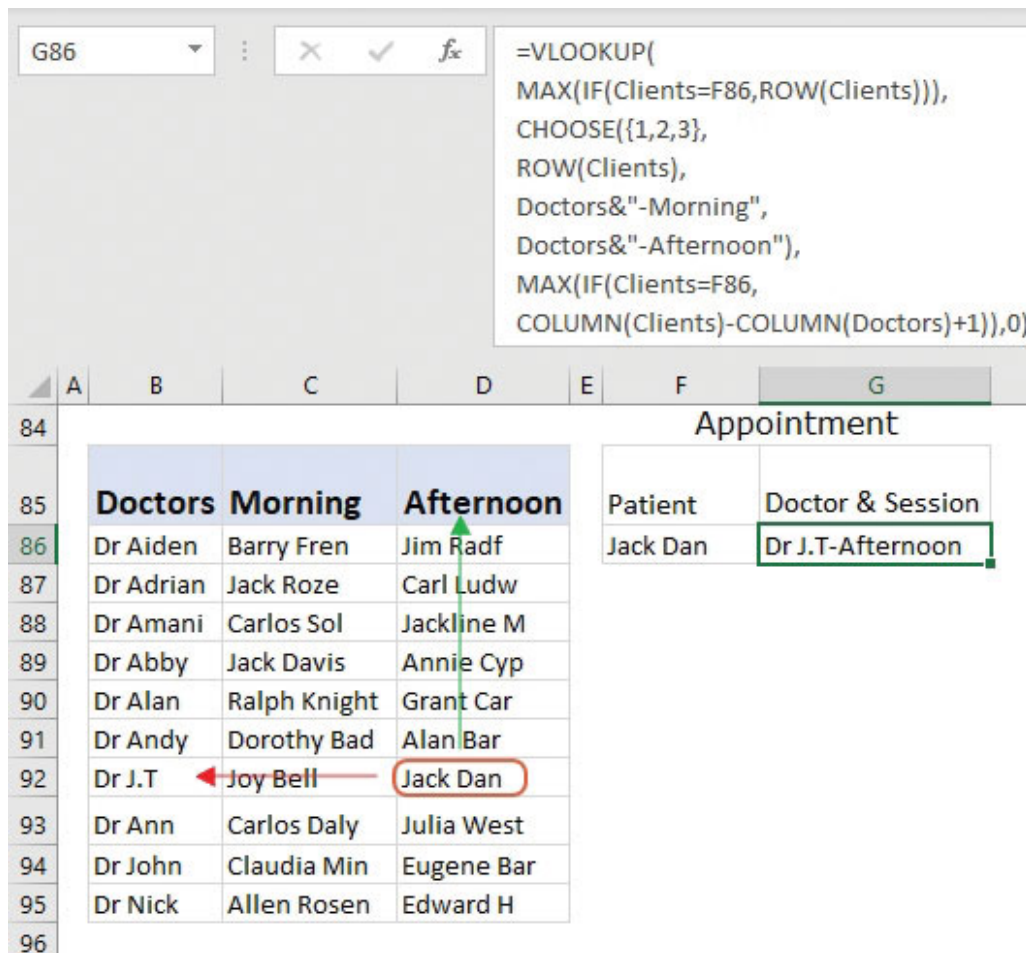 G86
fx
=VLOOKUP(
MAX(IF(Clients=F86,ROW(Clients))),
CHOOSE({1,2,3},
ROW(Clients),
Doctors&"-Morning",
Doctors&"-Afternoon"),
MAX(IF(Clients=F86,
COLUMN(Clients)-COLUMN(Doctors)+1)),0)
A B C D E F G
84 Appointment
85 Doctors Morning Afternoon Patient Doctor & Session
86 Dr Aiden Barry Fren Jim Radf Jack Dan Dr J.T-Afternoon
87 Dr Adrian Jack Roze Carl Ludw
88 Dr Amani Carlos Sol Jackline M
89 Dr Abby Jack Davis Annie Cyp
90 Dr Alan Ralph Knight Grant Car
91 Dr Andy Dorothy Bad Alan Bar
92 Dr J.T Joy Bell Jack Dan
93 Dr Ann Carlos Daly Julia West
94 Dr John Claudia Min Eugene Bar
95 Dr Nick Allen Rosen Edward H
96